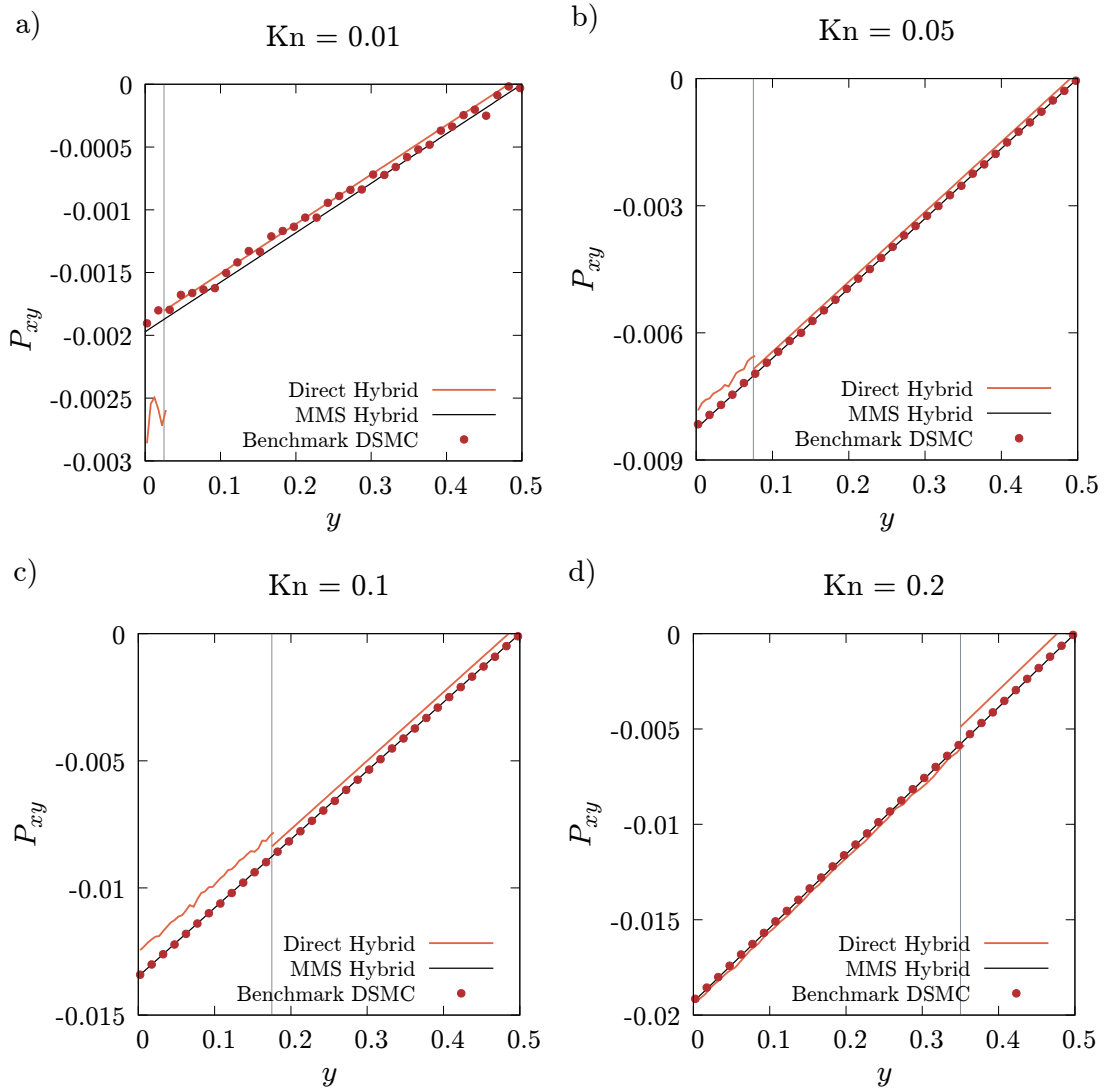 a)
Kn = 0.01
0
-0.0005
-0.001
-0.0015
-0.002
-0.0025
-0.003
P_xy
Direct Hybrid
MMS Hybrid
Benchmark DSMC
0 0.1 0.2 0.3 0.4 0.5
y
b)
Kn = 0.05
0
-0.003
-0.006
-0.009
P_xy
Direct Hybrid
MMS Hybrid
Benchmark DSMC
0 0.1 0.2 0.3 0.4 0.5
y
c)
Kn = 0.1
0
-0.005
-0.01
-0.015
P_xy
Direct Hybrid
MMS Hybrid
Benchmark DSMC
0 0.1 0.2 0.3 0.4 0.5
y
d)
Kn = 0.2
0
-0.005
-0.01
-0.015
-0.02
P_xy
Direct Hybrid
MMS Hybrid
Benchmark DSMC
0 0.1 0.2 0.3 0.4 0.5
y